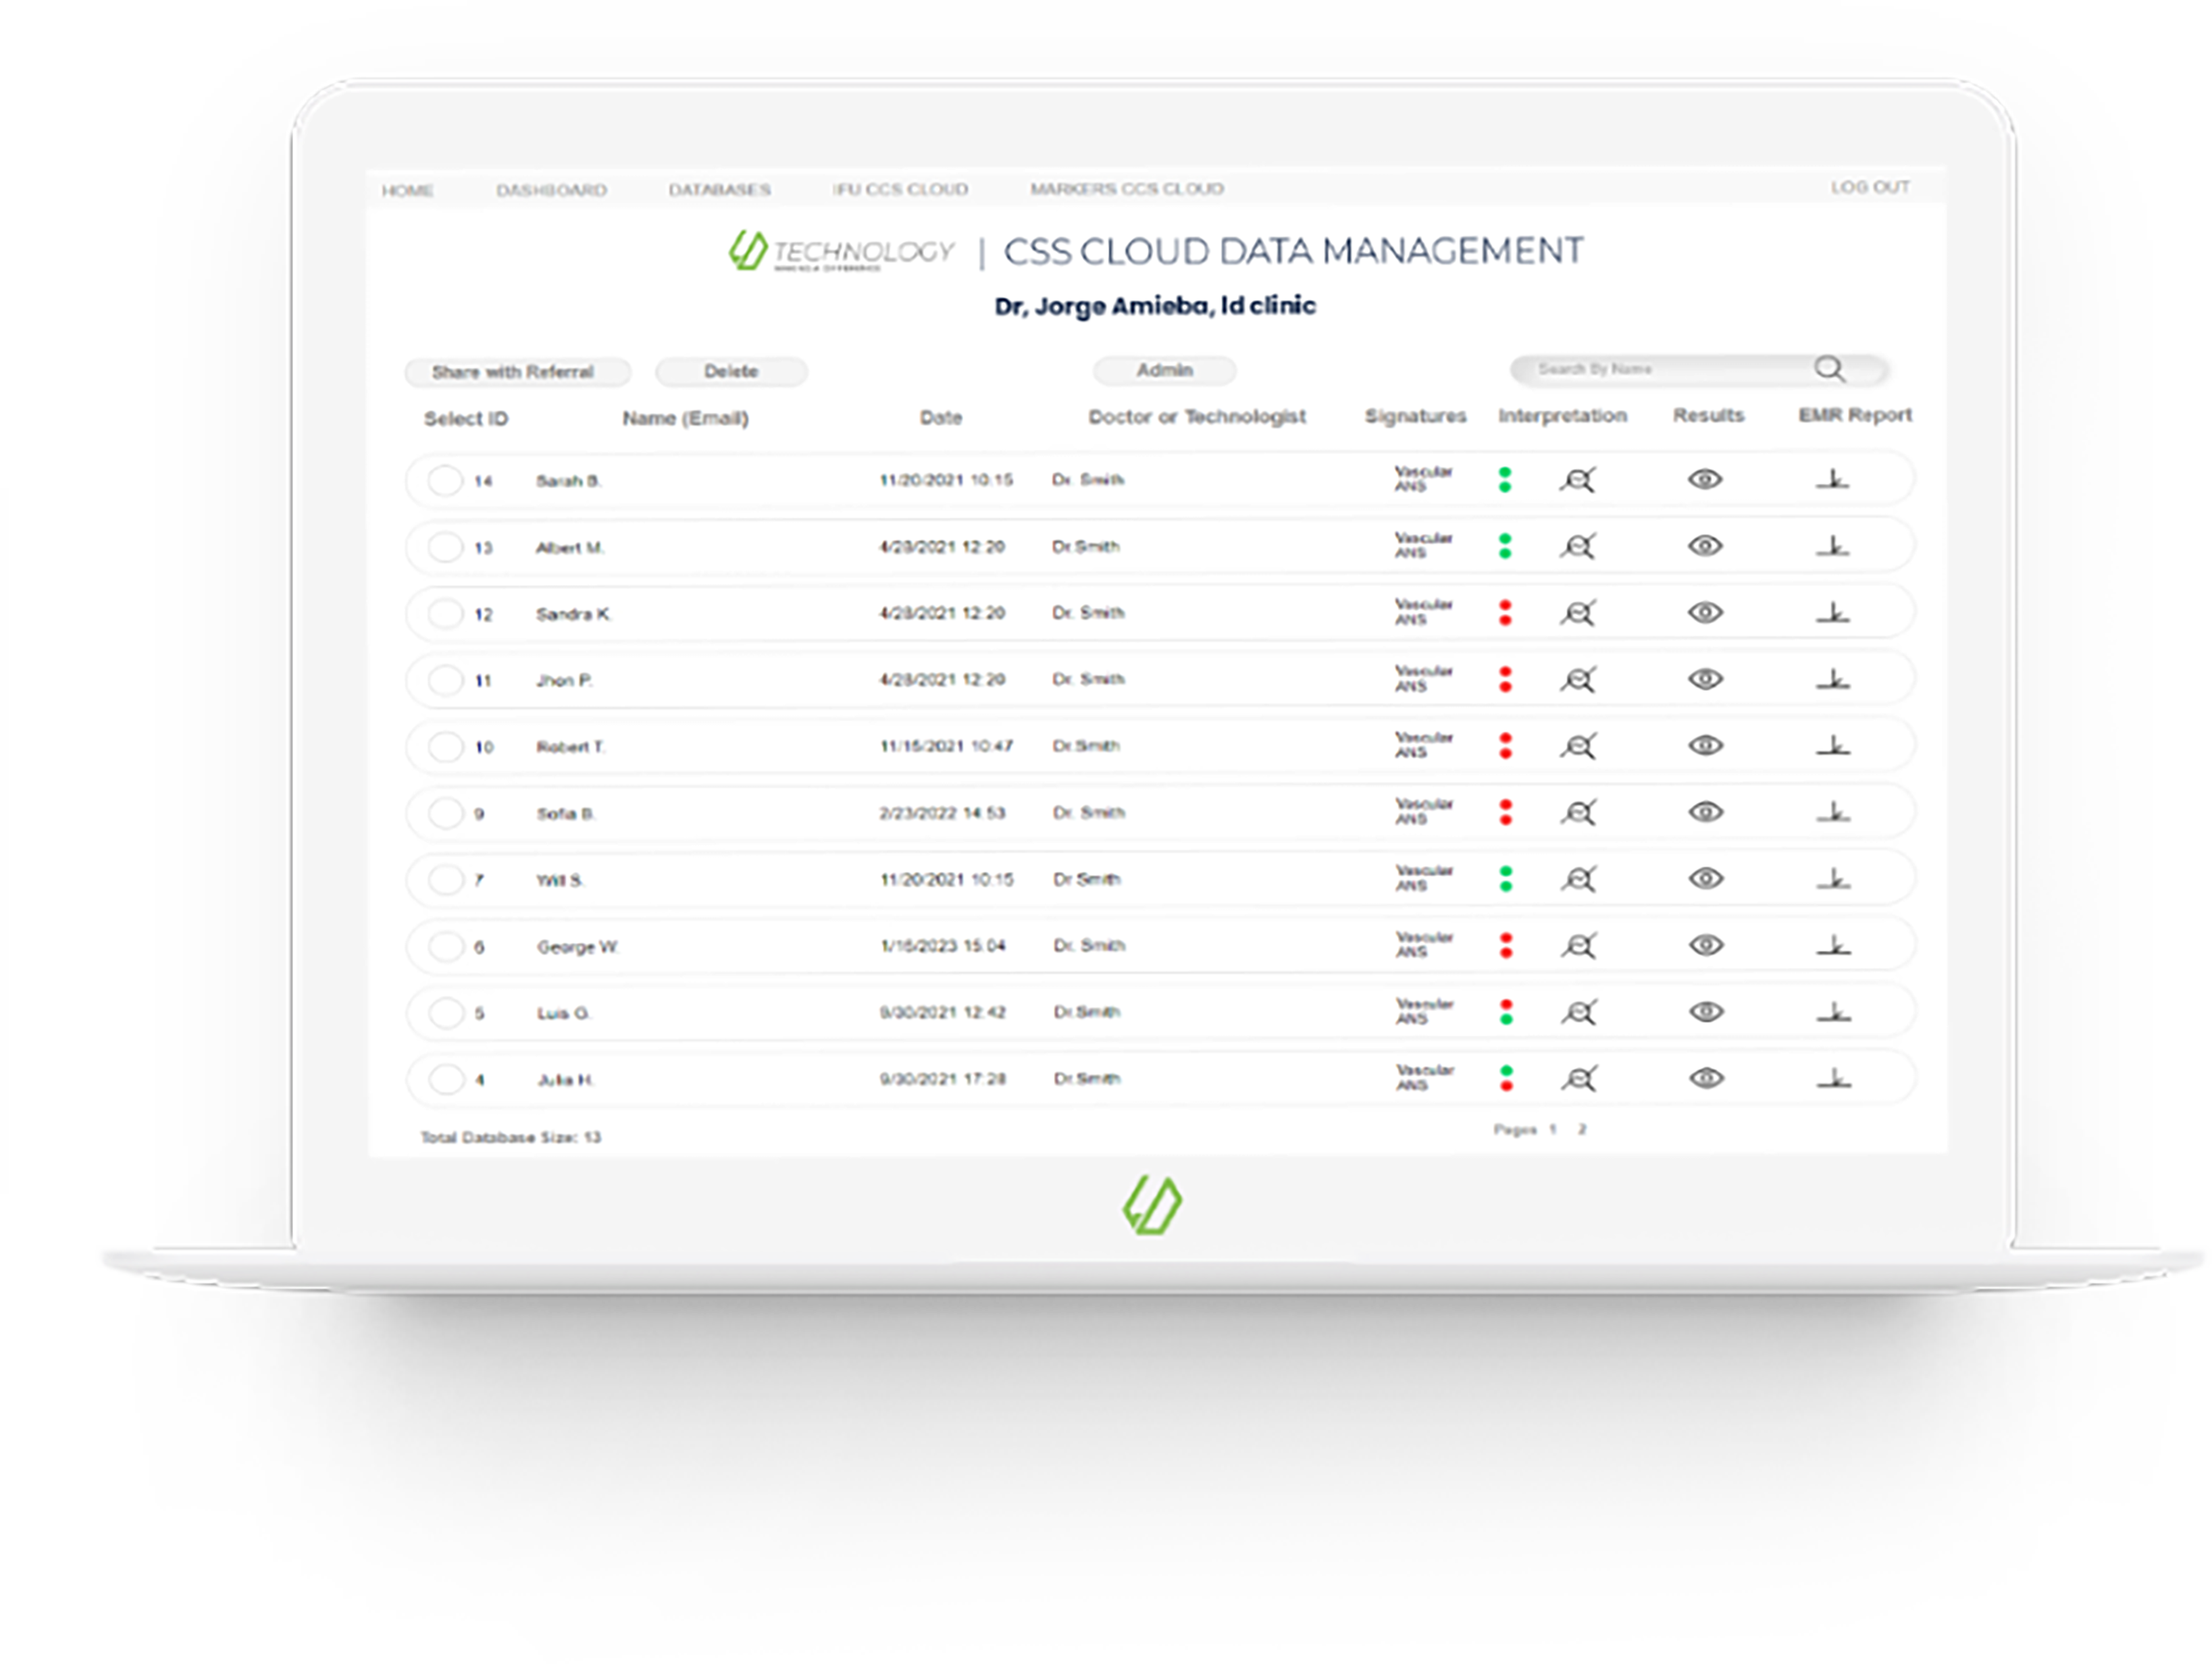 HOME DASHBOARD DATABASES IFU CCS CLOUD MARKERS CCS CLOUD LOG OUT
TECHNOLOGY | CSS CLOUD DATA MANAGEMENT
MAKING A DIFFERENCE
Dr, Jorge Amieba, ld clinic
Share with Referral Delete Admin Search By Name
Select ID Name (Email) Date Doctor or Technologist Signatures Interpretation Results EMR Report
14 Sarah B. 11/20/2021 10:15 Dr. Smith Vascular ANS
13 Albert M. 4/28/2021 12:20 Dr.Smith Vascular ANS
12 Sandra K. 4/28/2021 12:20 Dr. Smith Vascular ANS
11 Jhon P. 4/28/2021 12:20 Dr. Smith Vascular ANS
10 Robert T. 11/15/2021 10:47 Dr.Smith Vascular ANS
9 Sofia B. 2/23/2022 14:53 Dr. Smith Vascular ANS
7 Will S. 11/20/2021 10:15 Dr Smith Vascular ANS
6 George W. 1/16/2023 15:04 Dr. Smith Vascular ANS
5 Luis G. 9/30/2021 12:42 Dr.Smith Vascular ANS
4 Julia H. 9/30/2021 17:28 Dr.Smith Vascular ANS
Total Database Size: 13 Pages 1 2